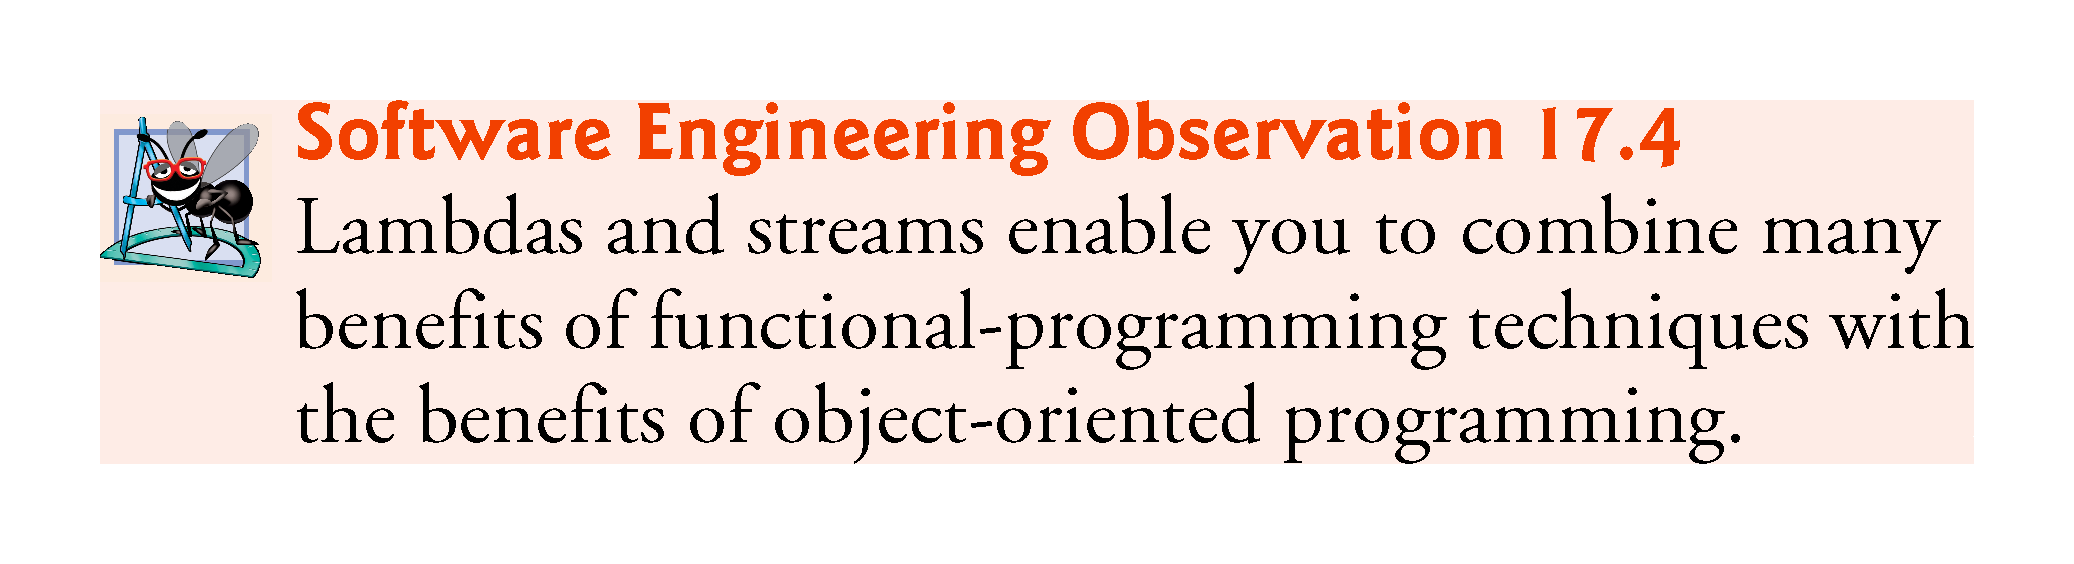 Software Engineering Observation 17.4
Lambdas and streams enable you to combine many
benefits of functional-programming techniques with
the benefits of object-oriented programming.